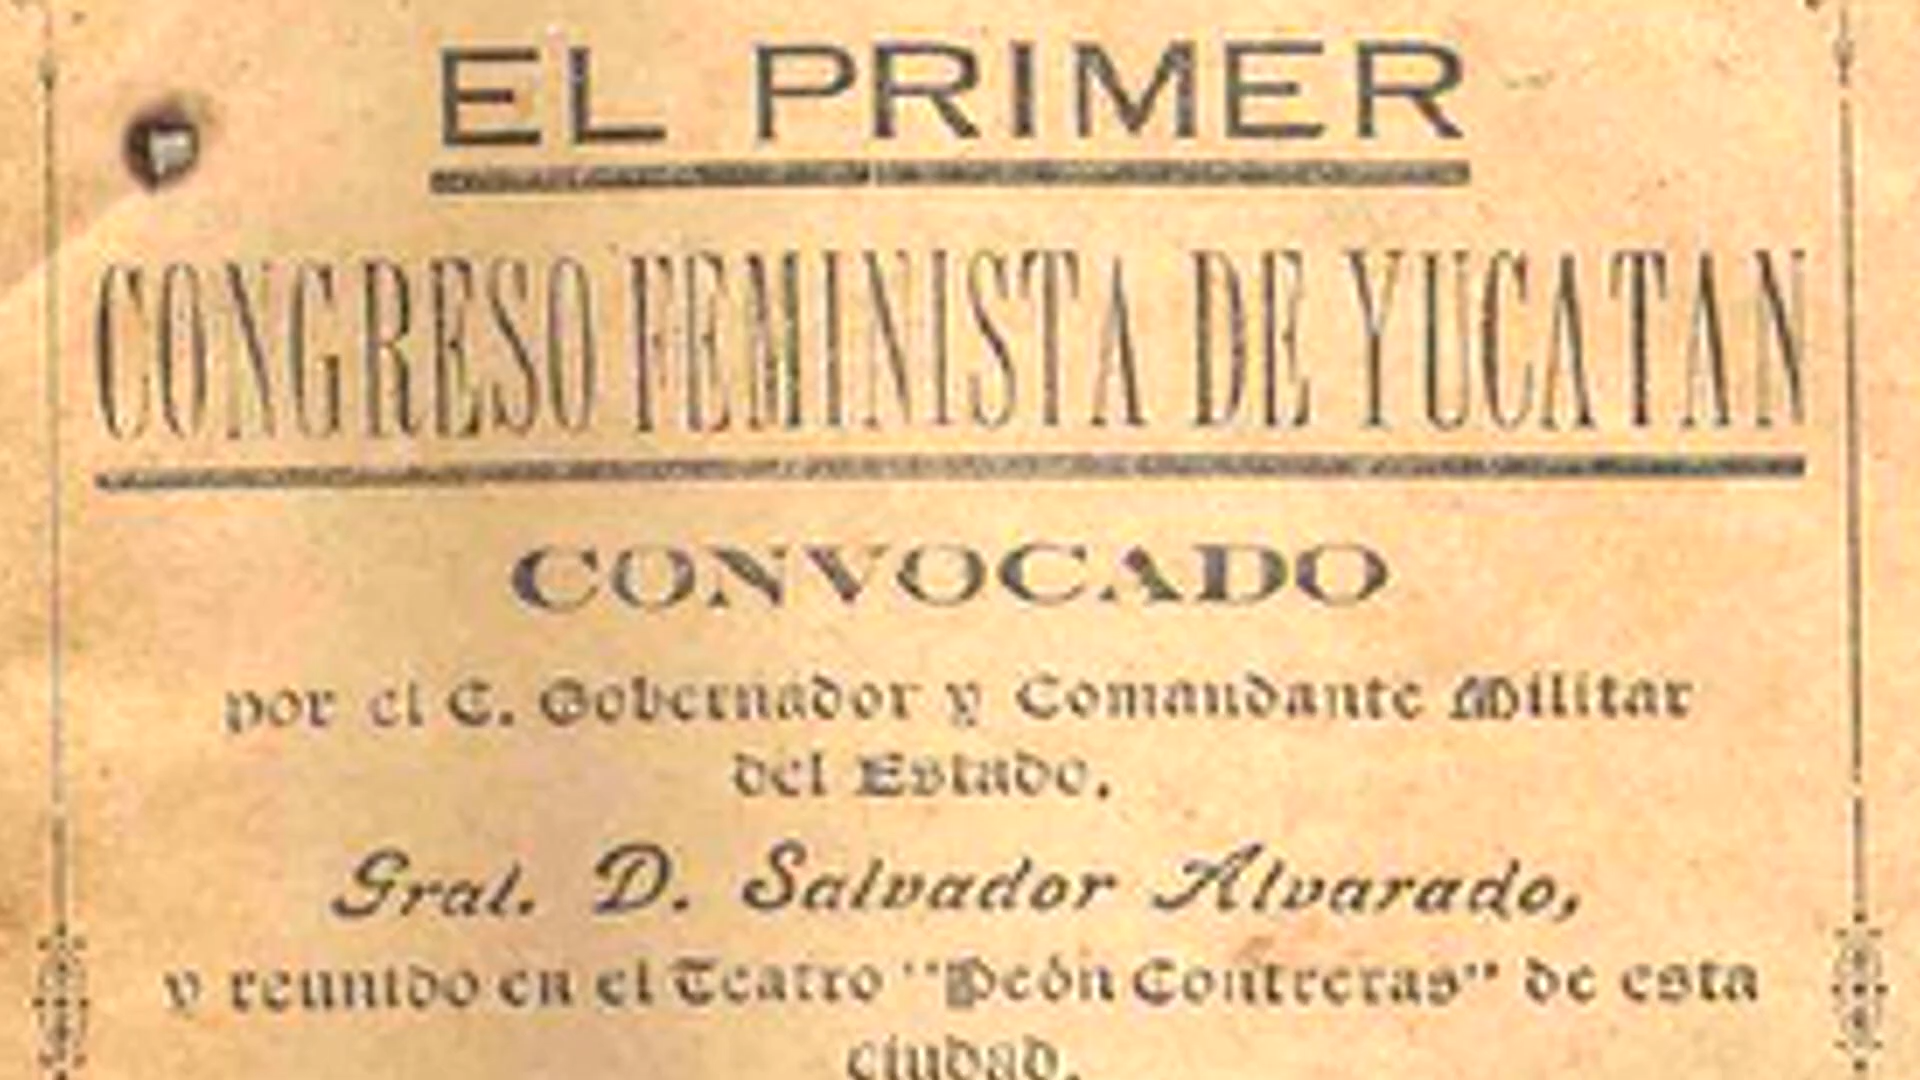 EL PRIMER
CONGRESO FEMINISTA DE YUCATAN
CONVOCADO
por el C. Gobernador y Comandante Militar
del Estado,
Gral. D. Salvador Alvarado,
y reunido en el Teatro "Peón Contreras" de esta
ciudad.